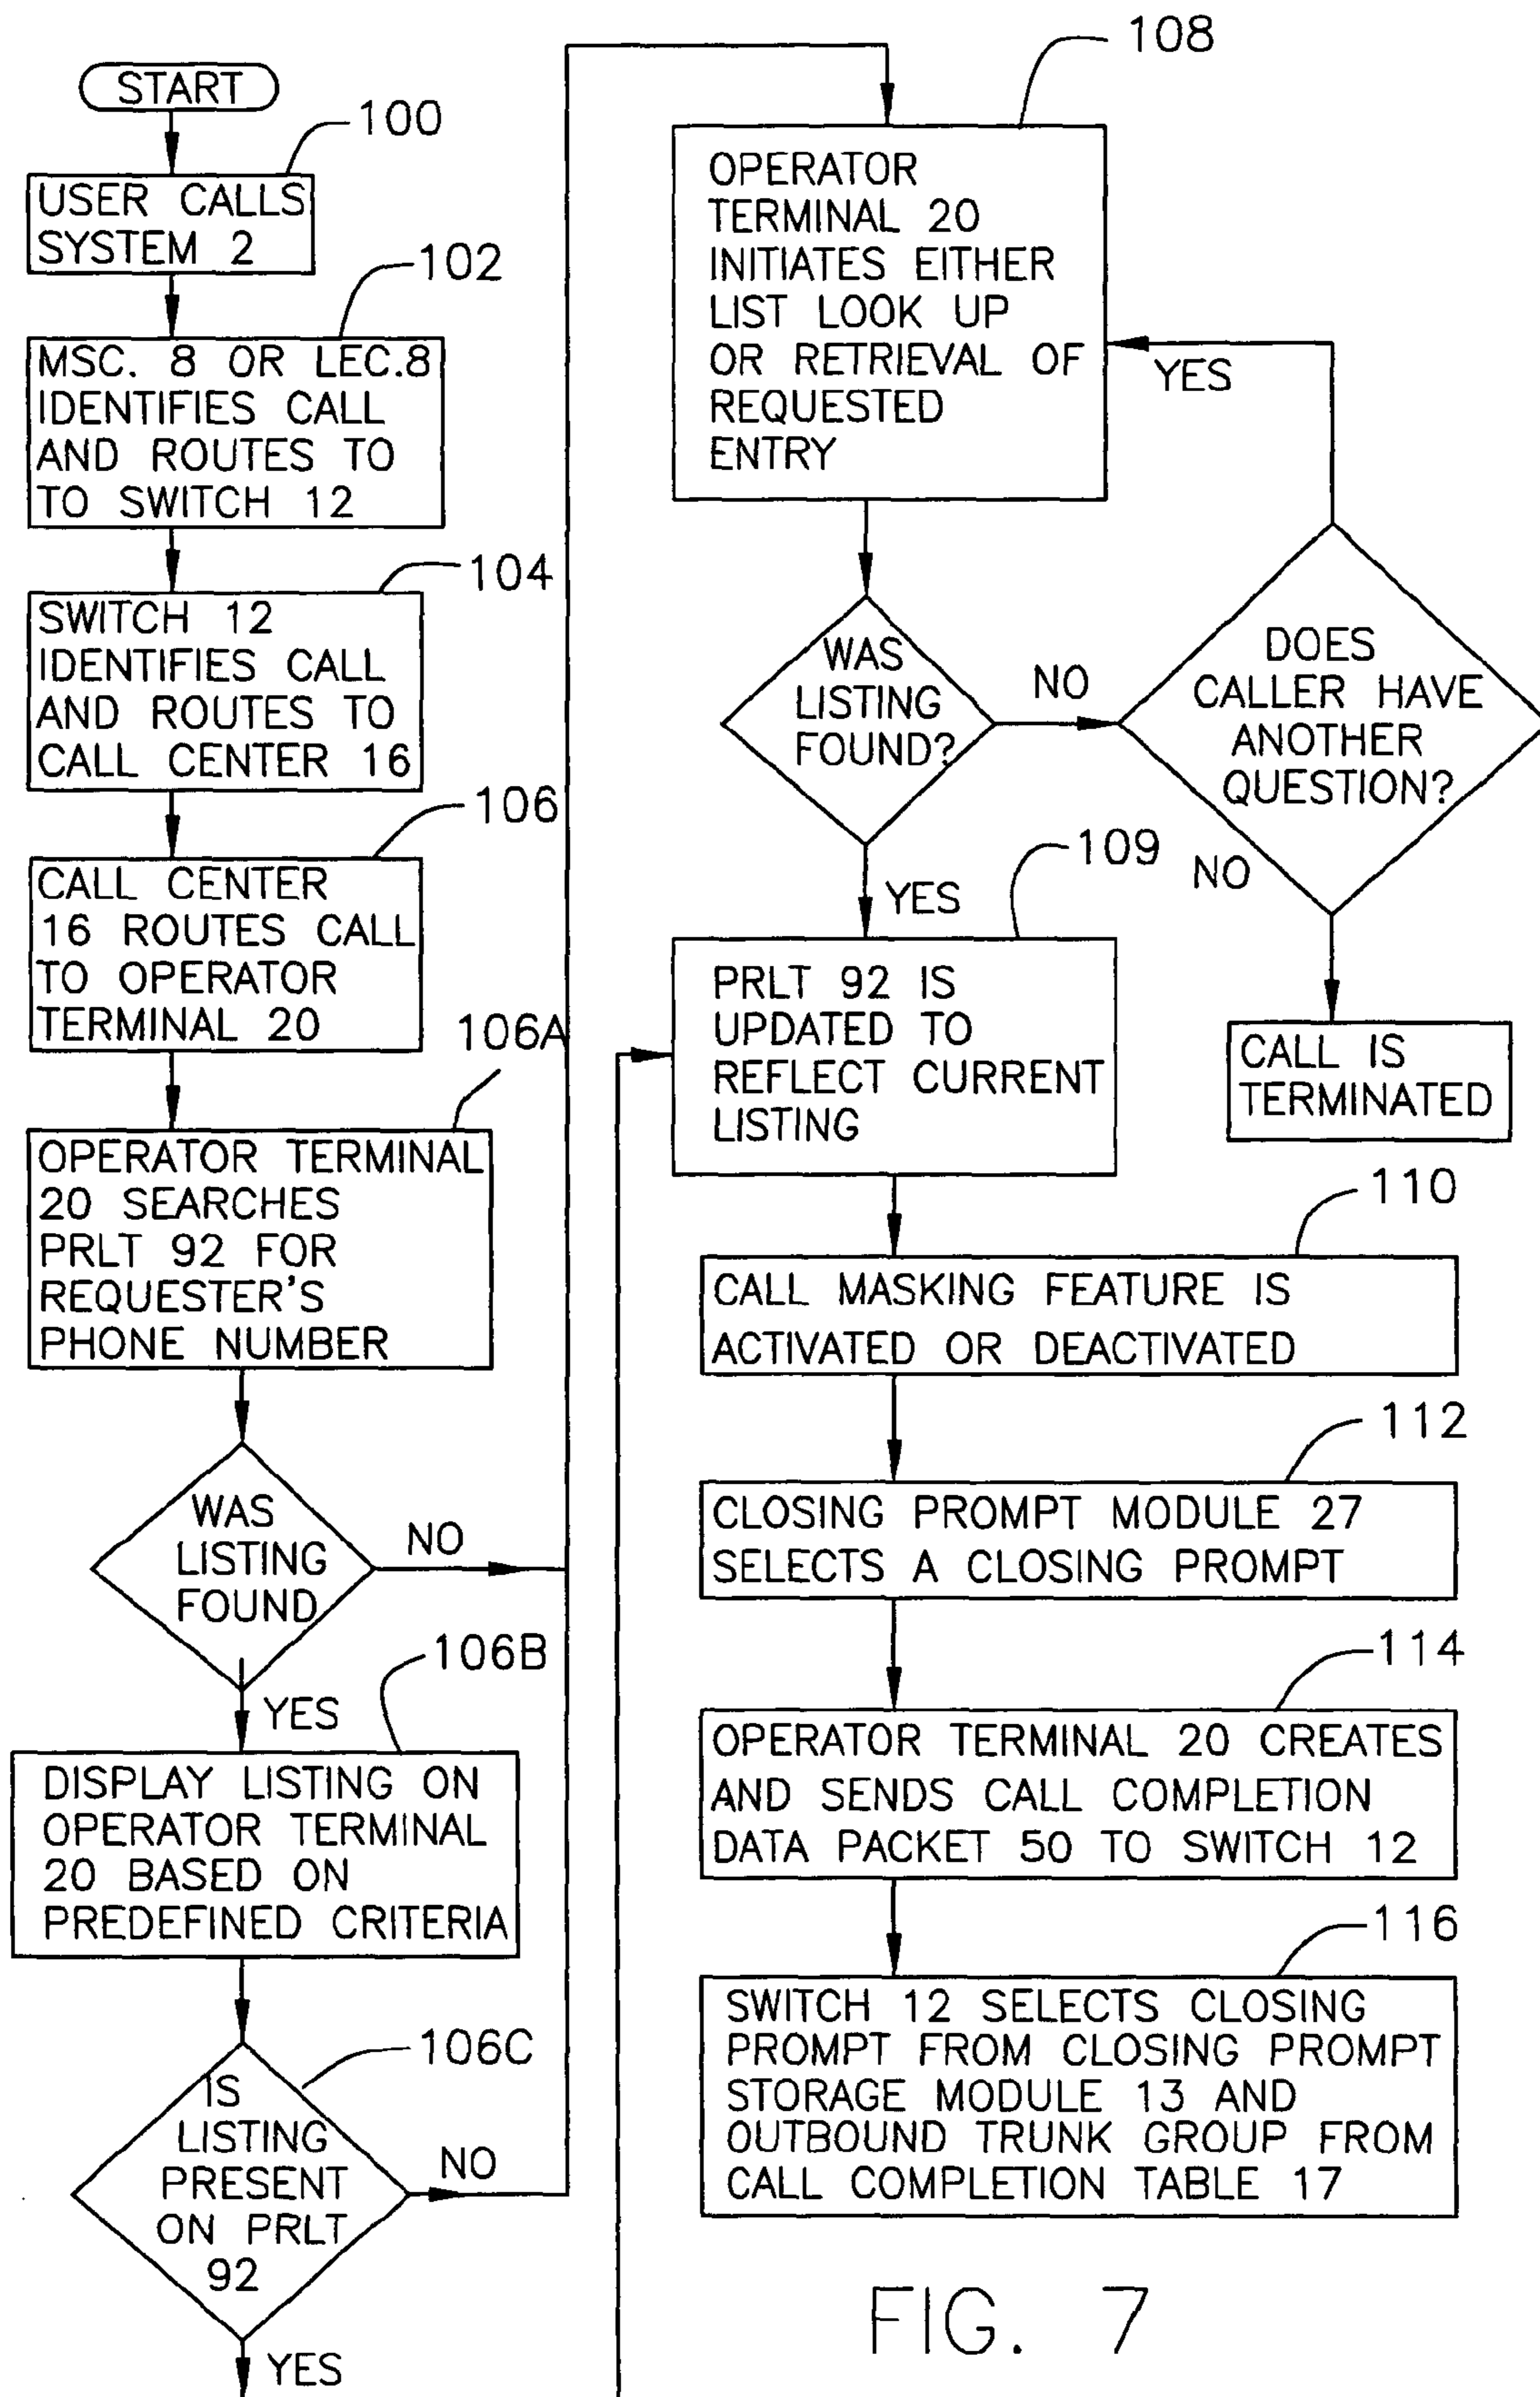 START
100
USER CALLS
SYSTEM 2
102
MSC. 8 OR LEC.8
IDENTIFIES CALL
AND ROUTES TO
TO SWITCH 12
104
SWITCH 12
IDENTIFIES CALL
AND ROUTES TO
CALL CENTER 16
106
CALL CENTER
16 ROUTES CALL
TO OPERATOR
TERMINAL 20
106A
OPERATOR TERMINAL
20 SEARCHES
PRLT 92 FOR
REQUESTER'S
PHONE NUMBER
WAS
LISTING
FOUND
NO
YES
106B
DISPLAY LISTING ON
OPERATOR TERMINAL
20 BASED ON
PREDEFINED CRITERIA
106C
IS
LISTING
PRESENT
ON PRLT
92
NO
YES
108
OPERATOR
TERMINAL 20
INITIATES EITHER
LIST LOOK UP
OR RETRIEVAL OF
REQUESTED
ENTRY
YES
WAS
LISTING
FOUND?
NO
DOES
CALLER HAVE
ANOTHER
QUESTION?
YES
NO
109
PRLT 92 IS
UPDATED TO
REFLECT CURRENT
LISTING
CALL IS
TERMINATED
110
CALL MASKING FEATURE IS
ACTIVATED OR DEACTIVATED
112
CLOSING PROMPT MODULE 27
SELECTS A CLOSING PROMPT
114
OPERATOR TERMINAL 20 CREATES
AND SENDS CALL COMPLETION
DATA PACKET 50 TO SWITCH 12
116
SWITCH 12 SELECTS CLOSING
PROMPT FROM CLOSING PROMPT
STORAGE MODULE 13 AND
OUTBOUND TRUNK GROUP FROM
CALL COMPLETION TABLE 17
FIG. 7